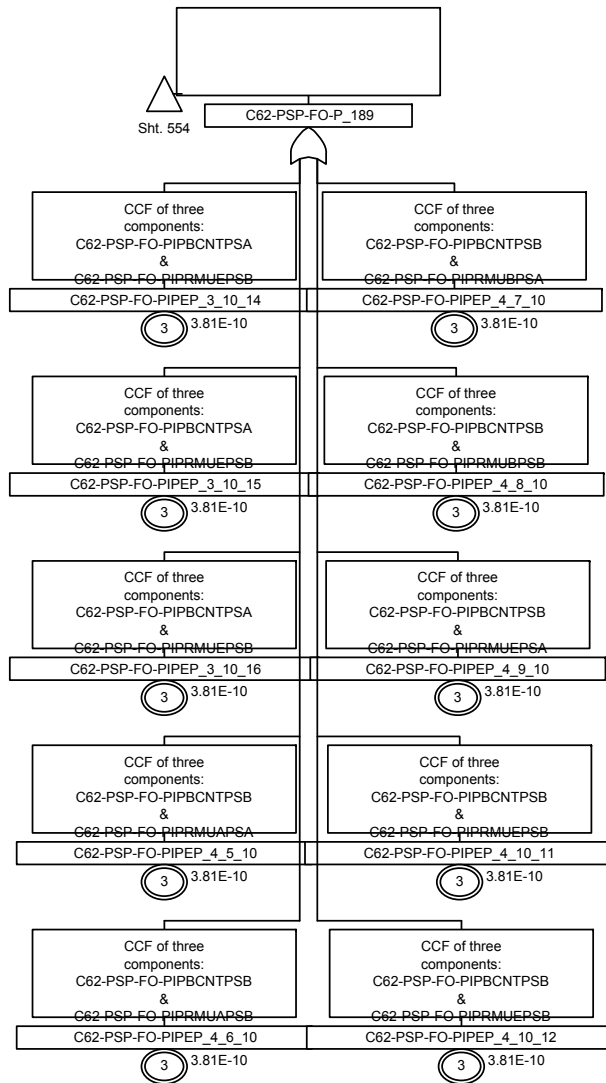 Sht. 554
C62-PSP-FO-P_189
CCF of three
components:
C62-PSP-FO-PIPBCNTPSA
&
C62-PSP-FO-PIPRMUEPSB
C62-PSP-FO-PIPEP_3_10_14
3
3.81E-10
CCF of three
components:
C62-PSP-FO-PIPBCNTPSB
&
C62-PSP-FO-PIPRMUBPSA
C62-PSP-FO-PIPEP_4_7_10
3
3.81E-10
CCF of three
components:
C62-PSP-FO-PIPBCNTPSA
&
C62-PSP-FO-PIPRMUEPSB
C62-PSP-FO-PIPEP_3_10_15
3
3.81E-10
CCF of three
components:
C62-PSP-FO-PIPBCNTPSB
&
C62-PSP-FO-PIPRMUBPSB
C62-PSP-FO-PIPEP_4_8_10
3
3.81E-10
CCF of three
components:
C62-PSP-FO-PIPBCNTPSA
&
C62-PSP-FO-PIPRMUEPSB
C62-PSP-FO-PIPEP_3_10_16
3
3.81E-10
CCF of three
components:
C62-PSP-FO-PIPBCNTPSB
&
C62-PSP-FO-PIPRMUEPSA
C62-PSP-FO-PIPEP_4_9_10
3
3.81E-10
CCF of three
components:
C62-PSP-FO-PIPBCNTPSB
&
C62-PSP-FO-PIPRMUAPSA
C62-PSP-FO-PIPEP_4_5_10
3
3.81E-10
CCF of three
components:
C62-PSP-FO-PIPBCNTPSB
&
C62-PSP-FO-PIPRMUEPSB
C62-PSP-FO-PIPEP_4_10_11
3
3.81E-10
CCF of three
components:
C62-PSP-FO-PIPBCNTPSB
&
C62-PSP-FO-PIPRMUAPSB
C62-PSP-FO-PIPEP_4_6_10
3
3.81E-10
CCF of three
components:
C62-PSP-FO-PIPBCNTPSB
&
C62-PSP-FO-PIPRMUEPSB
C62-PSP-FO-PIPEP_4_10_12
3
3.81E-10